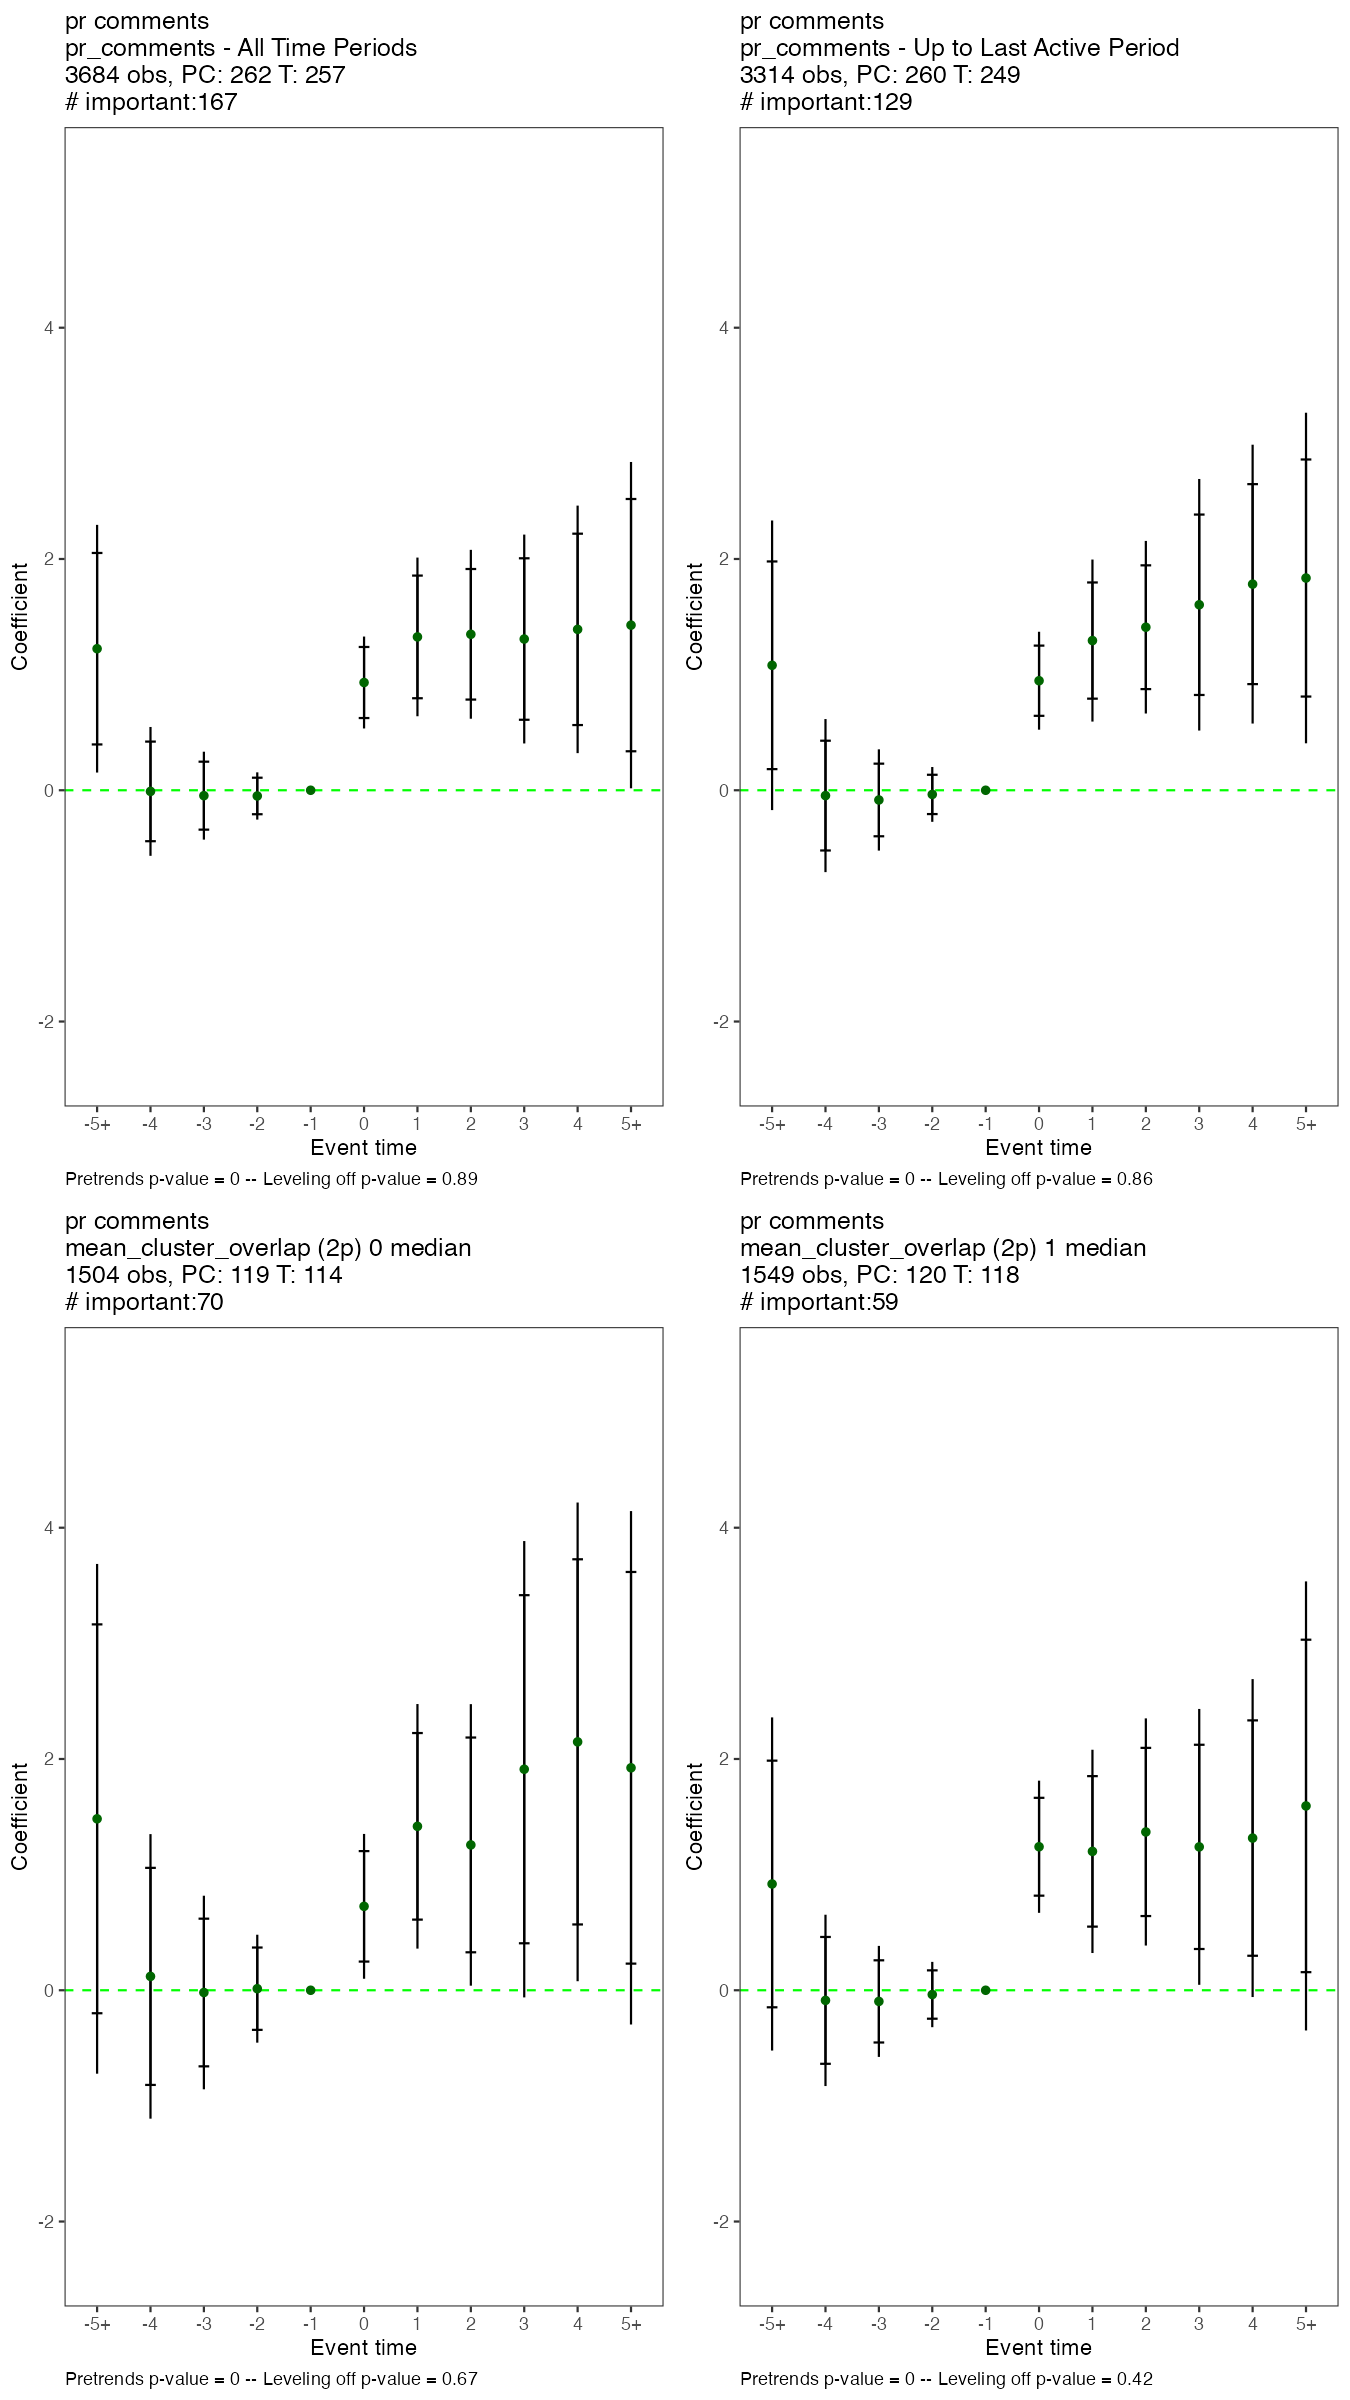 pr comments
pr_comments - All Time Periods
3684 obs, PC: 262 T: 257
# important:167
4
2
0
-2
Coefficient
-5+ -4 -3 -2 -1 0 1 2 3 4 5+
Event time
Pretrends p-value = 0 -- Leveling off p-value = 0.89
pr comments
pr_comments - Up to Last Active Period
3314 obs, PC: 260 T: 249
# important:129
4
2
0
-2
Coefficient
-5+ -4 -3 -2 -1 0 1 2 3 4 5+
Event time
Pretrends p-value = 0 -- Leveling off p-value = 0.86
pr comments
mean_cluster_overlap (2p) 0 median
1504 obs, PC: 119 T: 114
# important:70
4
2
0
-2
Coefficient
-5+ -4 -3 -2 -1 0 1 2 3 4 5+
Event time
Pretrends p-value = 0 -- Leveling off p-value = 0.67
pr comments
mean_cluster_overlap (2p) 1 median
1549 obs, PC: 120 T: 118
# important:59
4
2
0
-2
Coefficient
-5+ -4 -3 -2 -1 0 1 2 3 4 5+
Event time
Pretrends p-value = 0 -- Leveling off p-value = 0.42